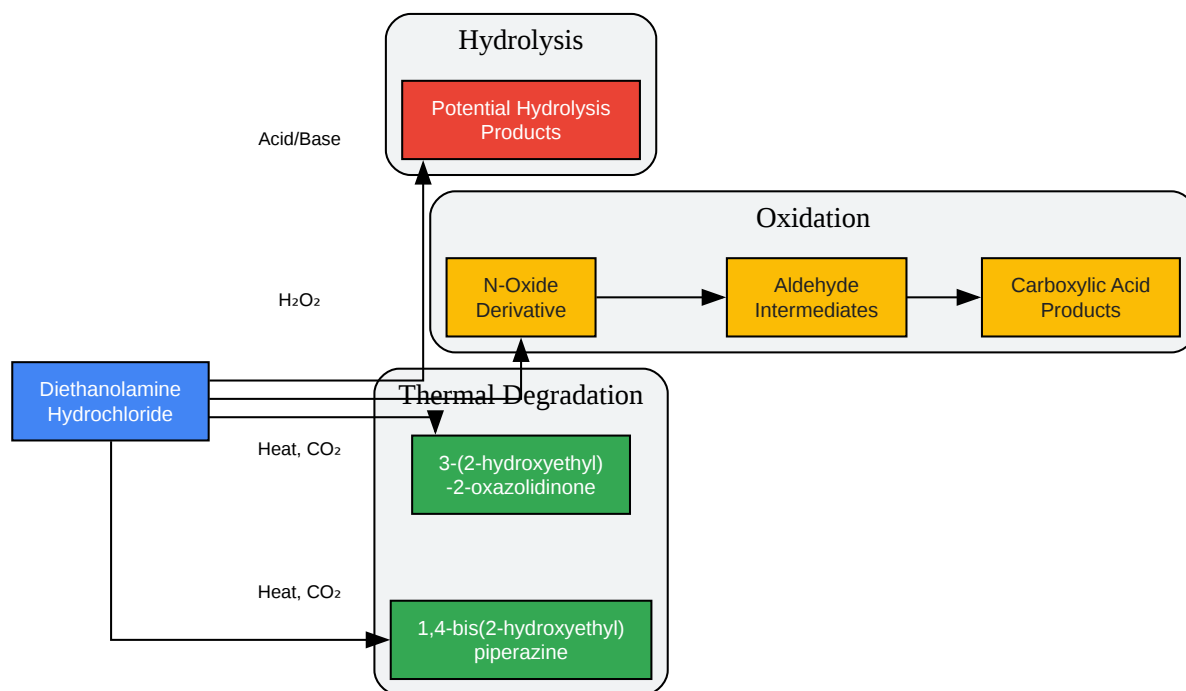 Hydrolysis
Potential Hydrolysis
Products
Acid/Base
Oxidation
H₂O₂
N-Oxide
Derivative
Aldehyde
Intermediates
Carboxylic Acid
Products
Diethanolamine
Hydrochloride
Thermal Degradation
Heat, CO₂
3-(2-hydroxyethyl)
-2-oxazolidinone
Heat, CO₂
1,4-bis(2-hydroxyethyl)
piperazine